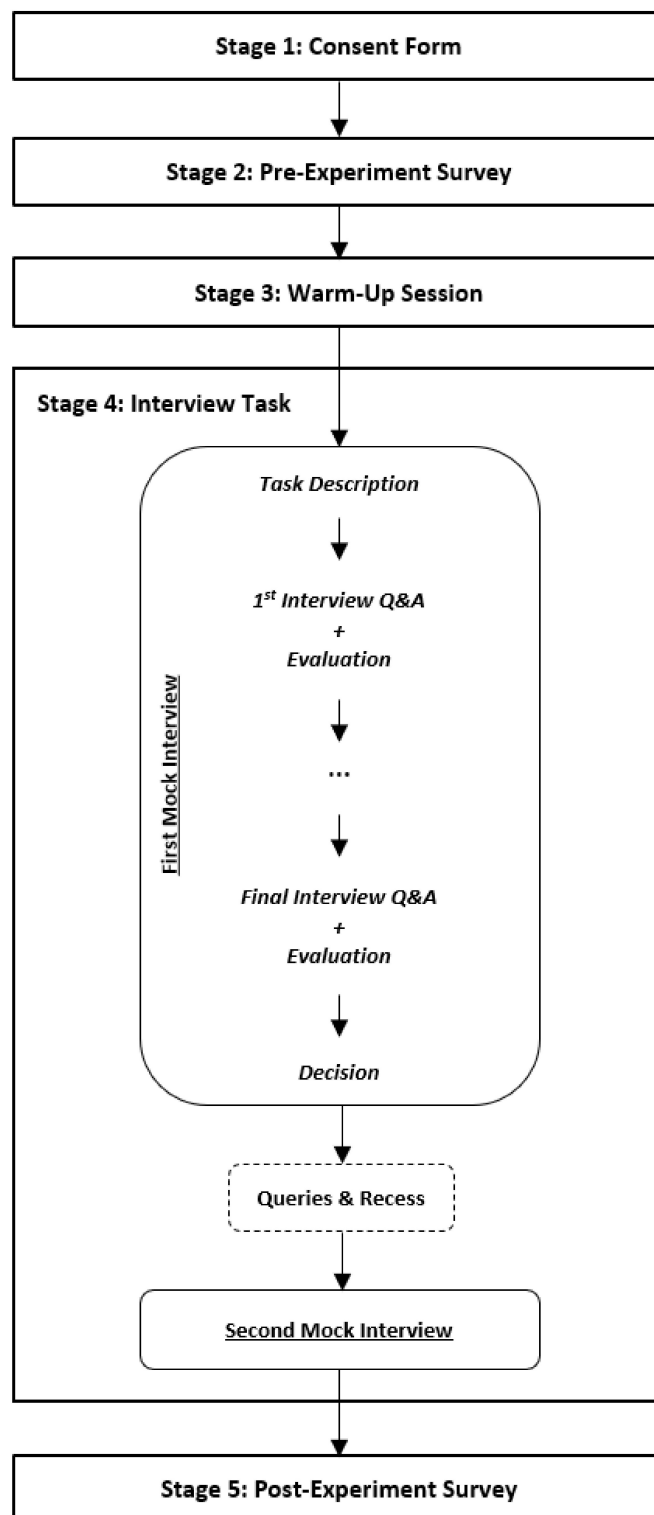 Stage 1: Consent Form
Stage 2: Pre-Experiment Survey
Stage 3: Warm-Up Session
Stage 4: Interview Task
First Mock Interview
Task Description
1st Interview Q&A
+
Evaluation
...
Final Interview Q&A
+
Evaluation
Decision
Queries & Recess
Second Mock Interview
Stage 5: Post-Experiment Survey